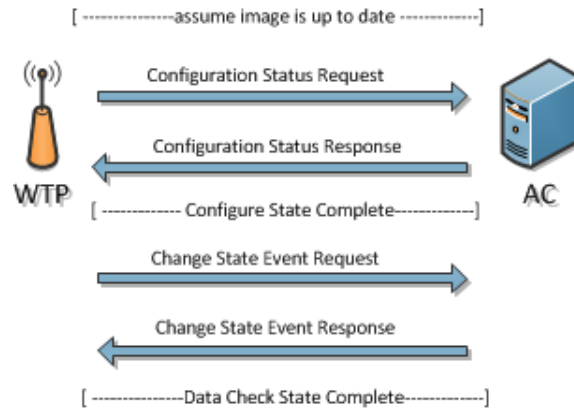 [ ---------------assume image is up to date ---------------]
Configuration Status Request
Configuration Status Response
WTP
AC
[ ------------- Configure State Complete-------------]
Change State Event Request
Change State Event Response
[ ----------------Data Check State Complete---------------]